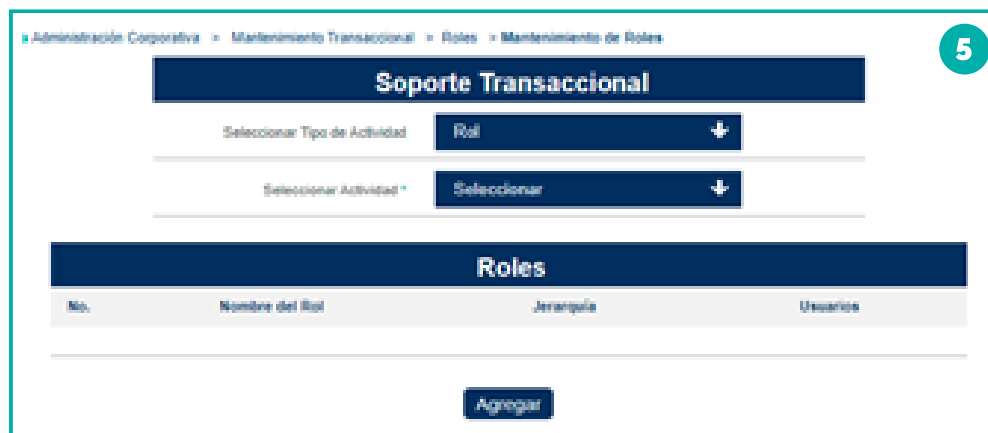 Administración Corporativa > Mantenimiento Transaccional > Roles > Mantenimiento de Roles
5
Soporte Transaccional
Seleccionar Tipo de Actividad Rol
Seleccionar Actividad * Seleccionar
Roles
No. Nombre del Rol Jerarquía Usuarios
Agregar